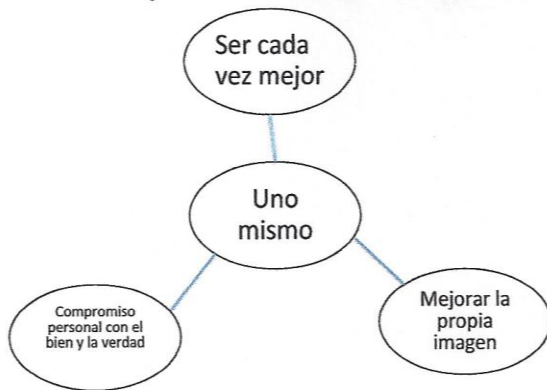 Ser cada
vez mejor
Uno
mismo
Compromiso
personal con el
bien y la verdad
Mejorar la
propia
imagen